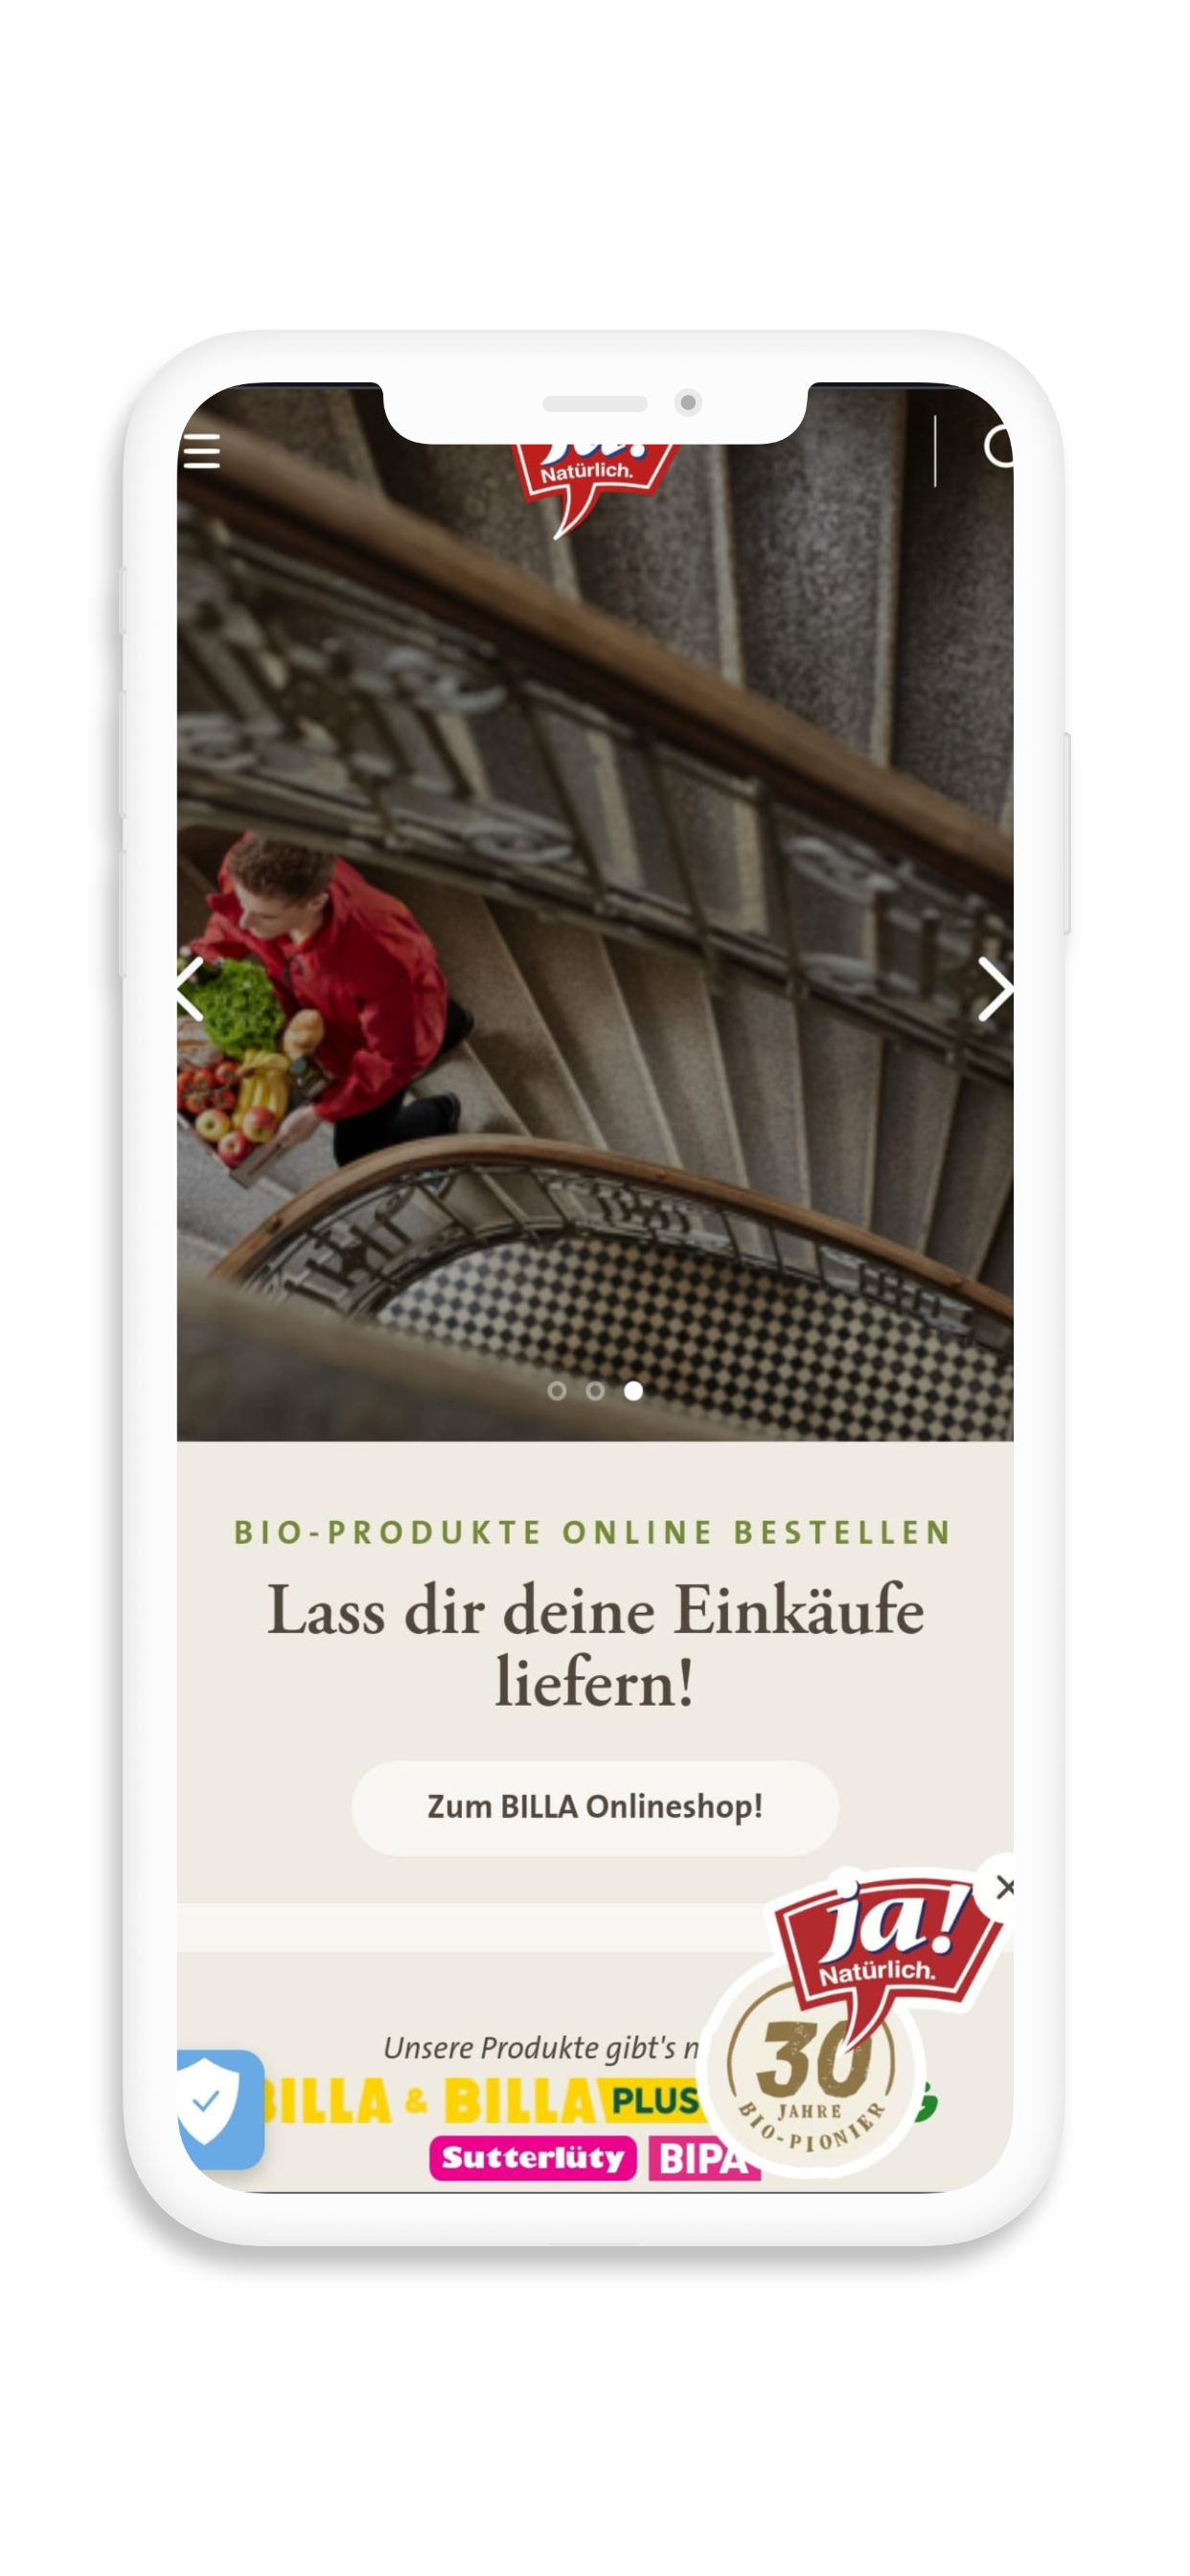 Natürlich.
BIO-PRODUKTE ONLINE BESTELLEN
Lass dir deine Einkäufe
liefern!
Zum BILLA Onlineshop!
ja!
Natürlich.
30
JAHRE
BIO-PIONIER
Unsere Produkte gibt's
BILLA & BILLA PLUS
Sutterlüty BIPA